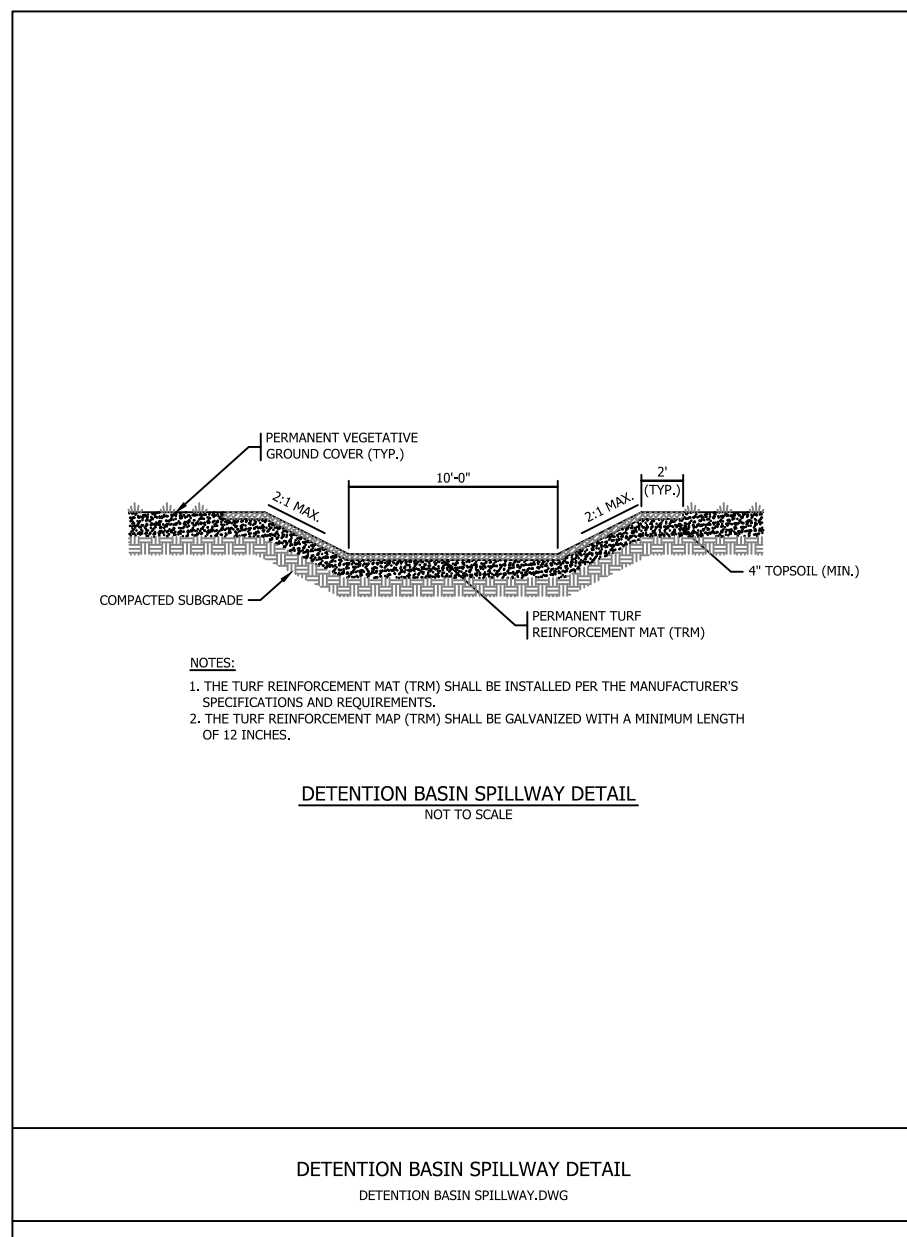 PERMANENT VEGETATIVE
GROUND COVER (TYP.)
10'-0"
2'
(TYP.)
2:1 MAX.
2:1 MAX.
4" TOPSOIL (MIN.)
COMPACTED SUBGRADE
PERMANENT TURF
REINFORCEMENT MAT (TRM)
NOTES:
1. THE TURF REINFORCEMENT MAT (TRM) SHALL BE INSTALLED PER THE MANUFACTURER'S
SPECIFICATIONS AND REQUIREMENTS.
2. THE TURF REINFORCEMENT MAP (TRM) SHALL BE GALVANIZED WITH A MINIMUM LENGTH
OF 12 INCHES.
DETENTION BASIN SPILLWAY DETAIL
NOT TO SCALE
DETENTION BASIN SPILLWAY DETAIL
DETENTION BASIN SPILLWAY.DWG